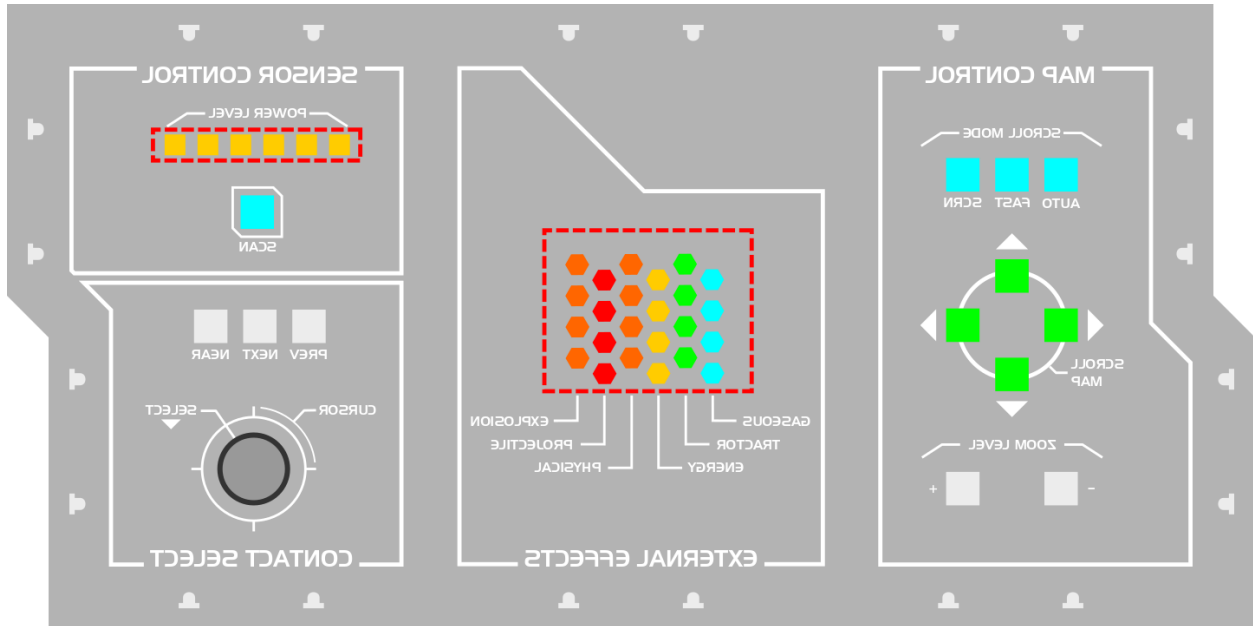 MAP CONTROL
SCROLL MODE
AUTO FAST SCRN
SCROLL
MAP
ZOOM LEVEL
- +
EXTERNAL EFFECTS
GASEOUS
TRACTOR
ENERGY
EXPLOSION
PROJECTILE
PHYSICAL
SENSOR CONTROL
POWER LEVEL
SCAN
PREV NEXT NEAR
CURSOR SELECT
CONTACT SELECT